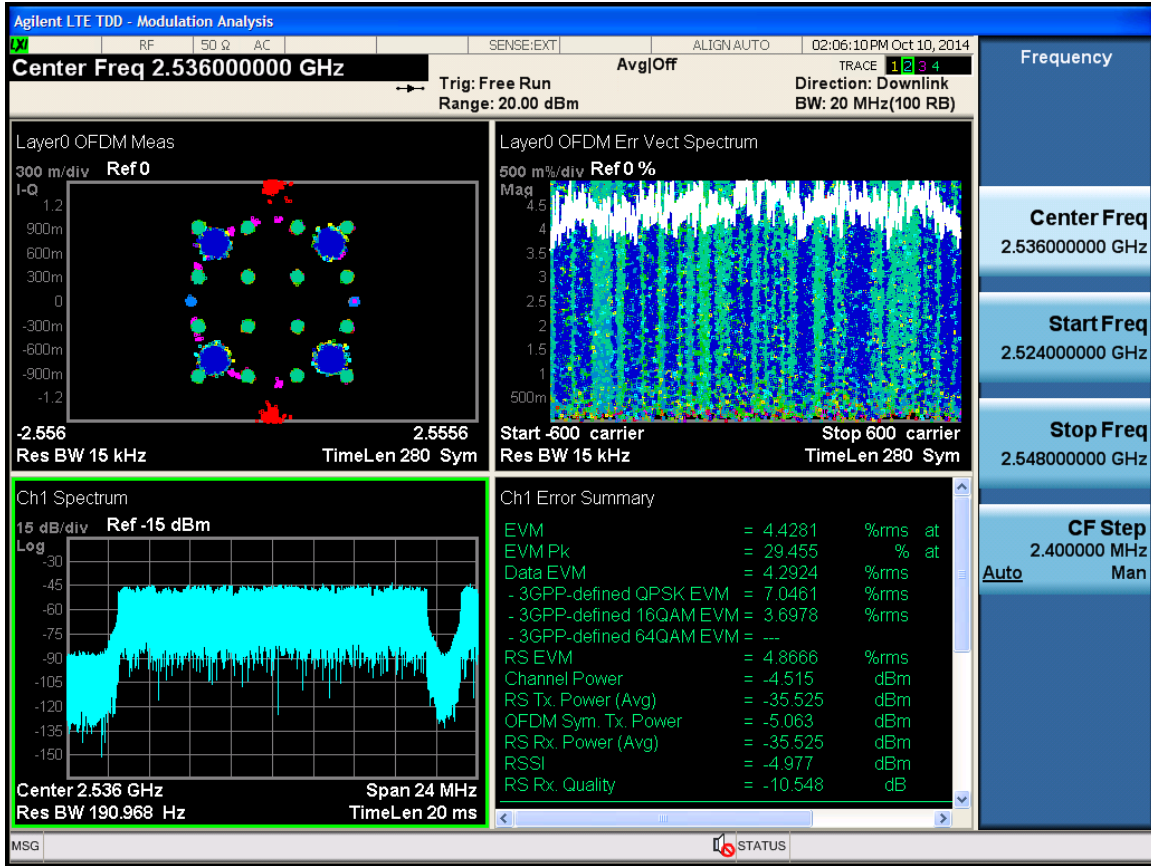 Agilent LTE TDD - Modulation Analysis
LXI RF 50 Ω AC SENSE:EXT ALIGN AUTO 02:06:10 PM Oct 10, 2014
Center Freq 2.536000000 GHz
Avg|Off
TRACE 1 2 3 4
Trig: Free Run
Direction: Downlink
Range: 20.00 dBm
BW: 20 MHz(100 RB)
Layer0 OFDM Meas
300 m/div Ref 0
I-Q
1.2
900m
600m
300m
0
-300m
-600m
-900m
-1.2
-2.556 2.5556
Res BW 15 kHz TimeLen 280 Sym
Layer0 OFDM Err Vect Spectrum
500 m%/div Ref 0 %
Mag
4.5
4
3.5
3
2.5
2
1.5
1
500m
Start -600 carrier Stop 600 carrier
Res BW 15 kHz TimeLen 280 Sym
Ch1 Spectrum
15 dB/div Ref -15 dBm
Log
-30
-45
-60
-75
-90
-105
-120
-135
-150
Center 2.536 GHz Span 24 MHz
Res BW 190.968 Hz TimeLen 20 ms
Ch1 Error Summary
EVM = 4.4281 %rms at
EVM Pk = 29.455 % at
Data EVM = 4.2924 %rms
- 3GPP-defined QPSK EVM = 7.0461 %rms
- 3GPP-defined 16QAM EVM = 3.6978 %rms
- 3GPP-defined 64QAM EVM = ---
RS EVM = 4.8666 %rms
Channel Power = -4.515 dBm
RS Tx. Power (Avg) = -35.525 dBm
OFDM Sym. Tx. Power = -5.063 dBm
RS Rx. Power (Avg) = -35.525 dBm
RSSI = -4.977 dBm
RS Rx. Quality = -10.548 dB
Frequency
Center Freq
2.536000000 GHz
Start Freq
2.524000000 GHz
Stop Freq
2.548000000 GHz
CF Step
2.400000 MHz
Auto Man
MSG STATUS